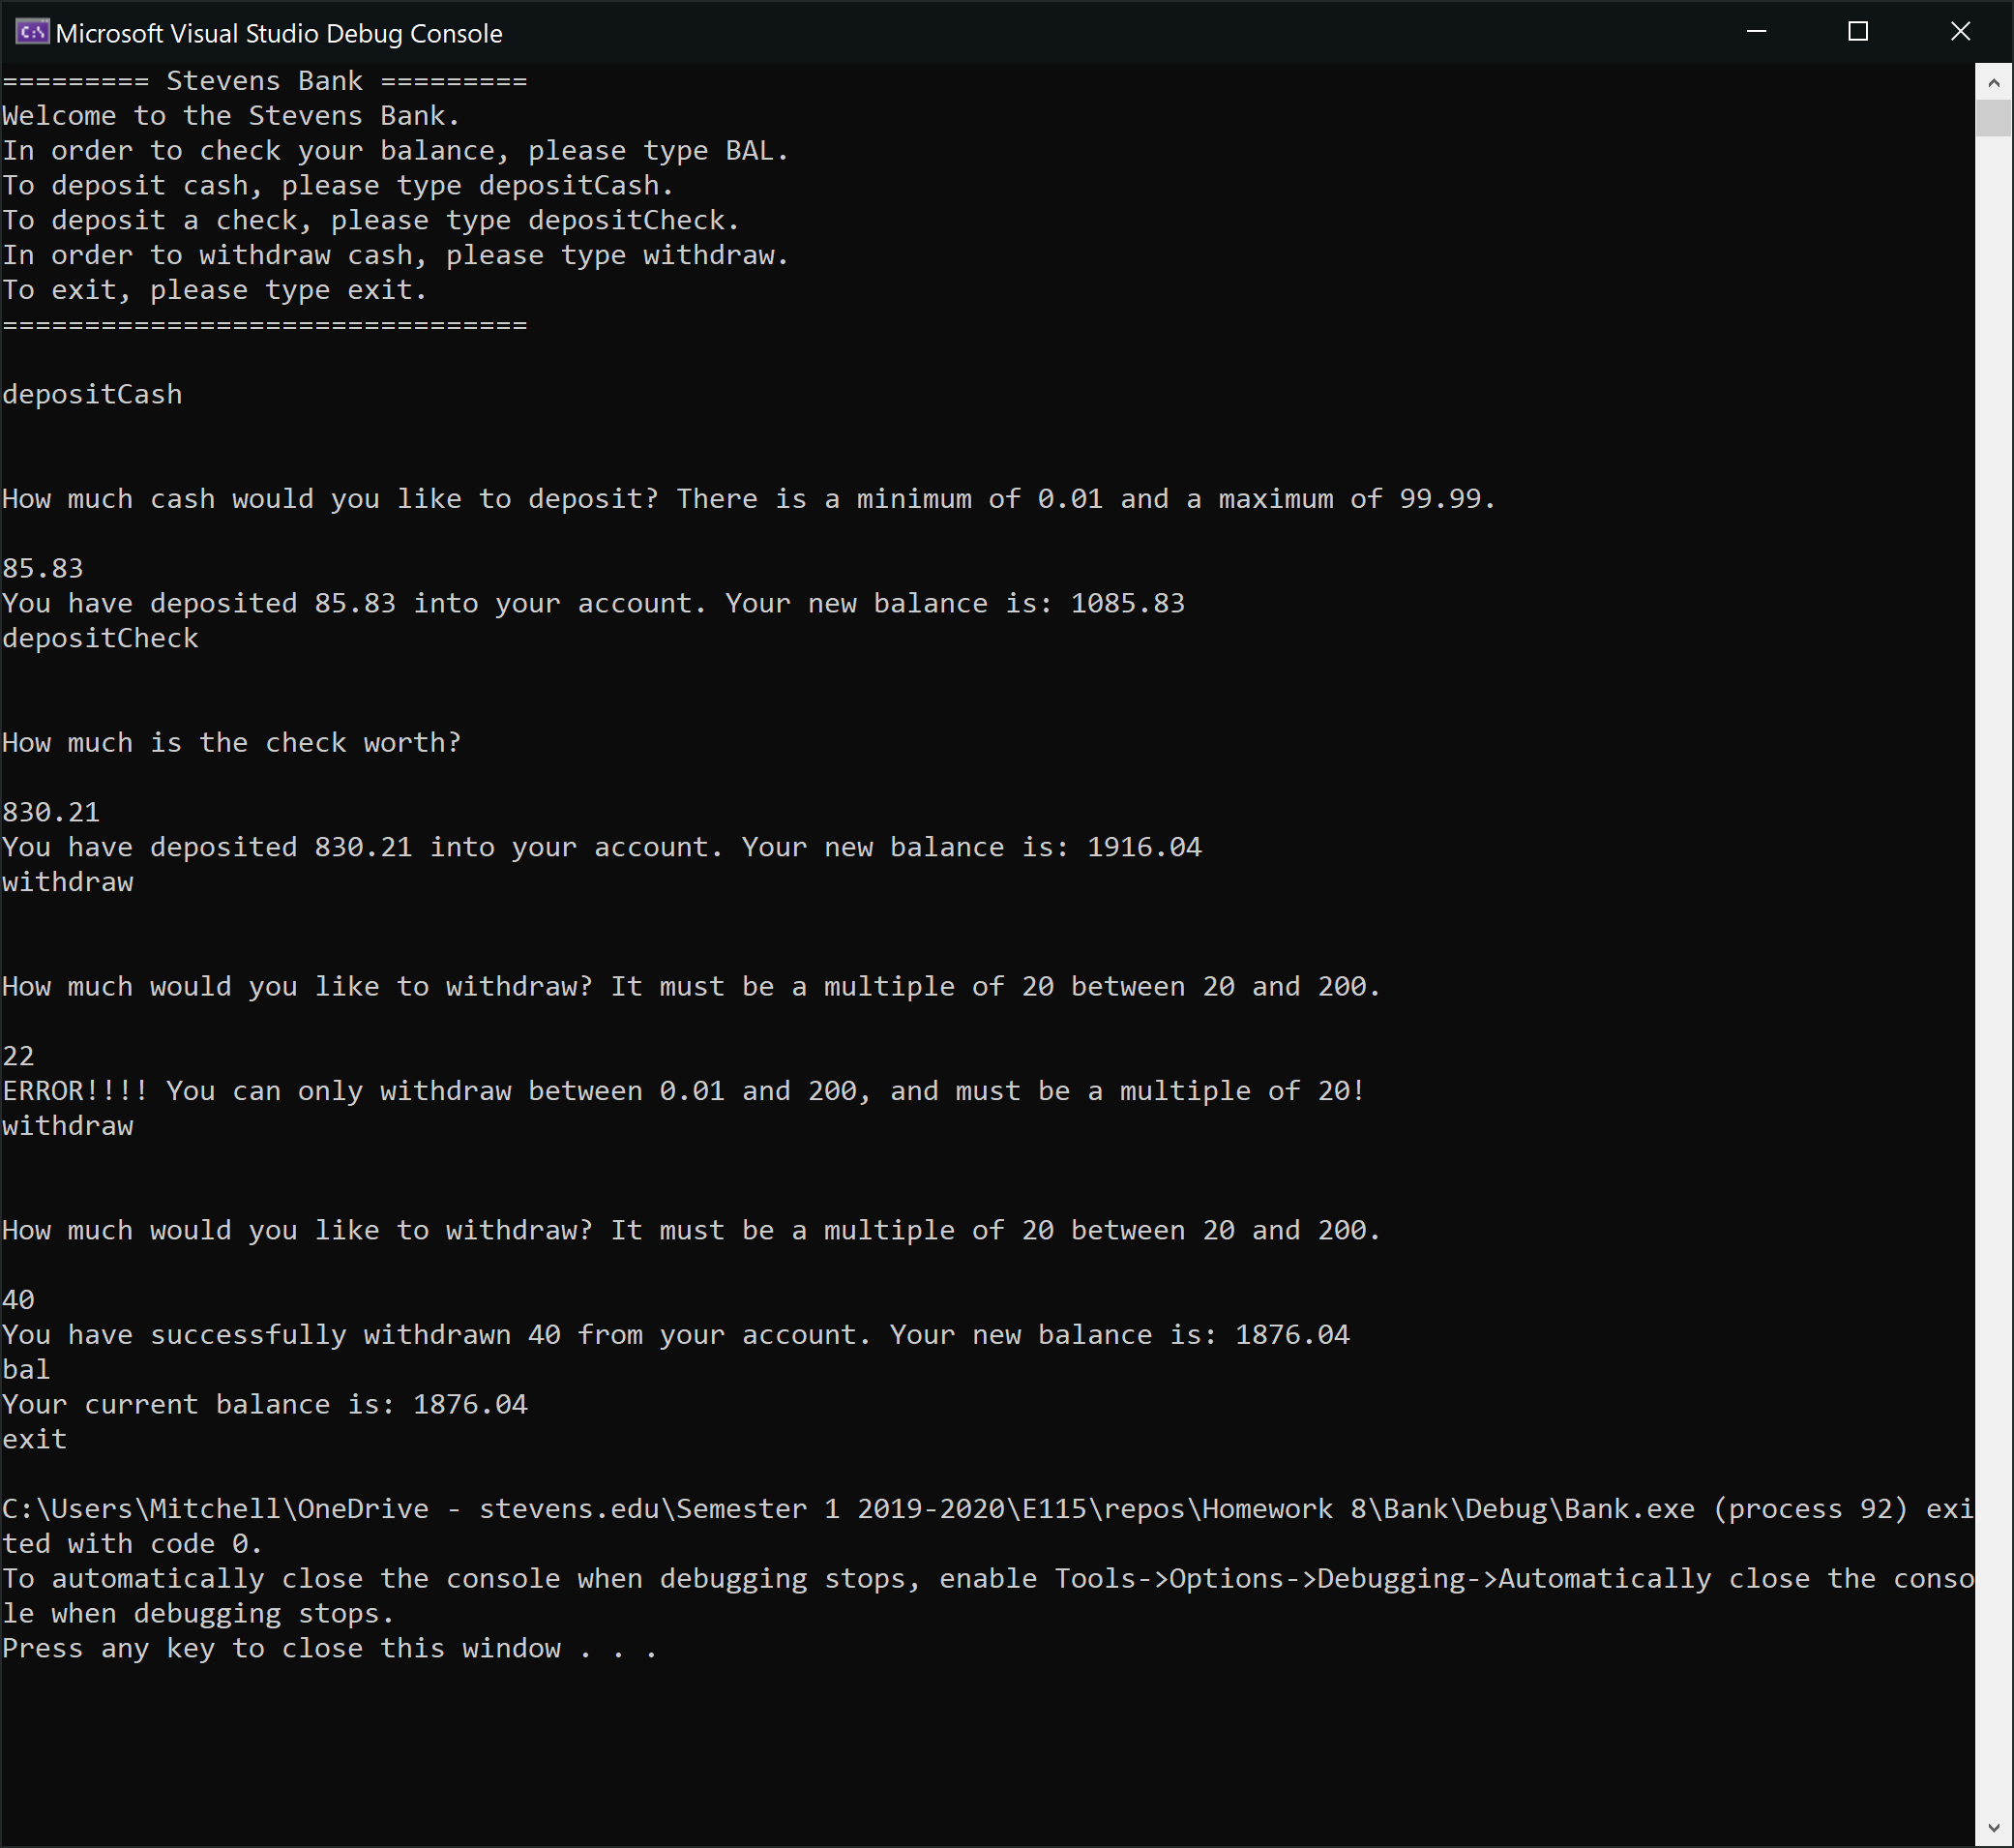 Microsoft Visual Studio Debug Console
========= Stevens Bank =========
Welcome to the Stevens Bank.
In order to check your balance, please type BAL.
To deposit cash, please type depositCash.
To deposit a check, please type depositCheck.
In order to withdraw cash, please type withdraw.
To exit, please type exit.
================================
depositCash
How much cash would you like to deposit? There is a minimum of 0.01 and a maximum of 99.99.
85.83
You have deposited 85.83 into your account. Your new balance is: 1085.83
depositCheck
How much is the check worth?
830.21
You have deposited 830.21 into your account. Your new balance is: 1916.04
withdraw
How much would you like to withdraw? It must be a multiple of 20 between 20 and 200.
22
ERROR!!!! You can only withdraw between 0.01 and 200, and must be a multiple of 20!
withdraw
How much would you like to withdraw? It must be a multiple of 20 between 20 and 200.
40
You have successfully withdrawn 40 from your account. Your new balance is: 1876.04
bal
Your current balance is: 1876.04
exit
C:\Users\Mitchell\OneDrive - stevens.edu\Semester 1 2019-2020\E115\repos\Homework 8\Bank\Debug\Bank.exe (process 92) exi
ted with code 0.
To automatically close the console when debugging stops, enable Tools->Options->Debugging->Automatically close the conso
le when debugging stops.
Press any key to close this window . . .